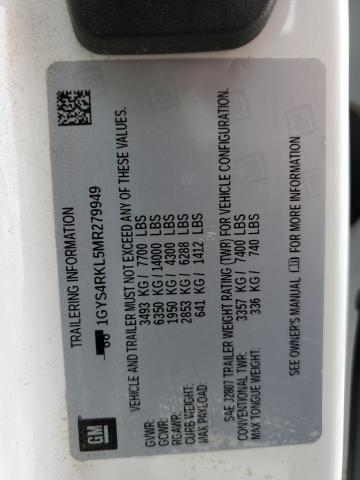 TRAILERING INFORMATION
1GYS4RKL5MR279949
VEHICLE AND TRAILER MUST NOT EXCEED ANY OF THESE VALUES.
GVWR: 3493 KG / 7700 LBS
GCWR: 6350 KG / 14000 LBS
RGAWR: 1950 KG / 4300 LBS
CURB WEIGHT: 2853 KG / 6288 LBS
MAX PAYLOAD: 641 KG / 1412 LBS
SAE J2807 TRAILER WEIGHT RATING (TWR) FOR VEHICLE CONFIGURATION.
CONVENTIONAL TWR: 3357 KG / 7400 LBS
MAX TONGUE WEIGHT: 336 KG / 740 LBS
SEE OWNER'S MANUAL FOR MORE INFORMATION
GM